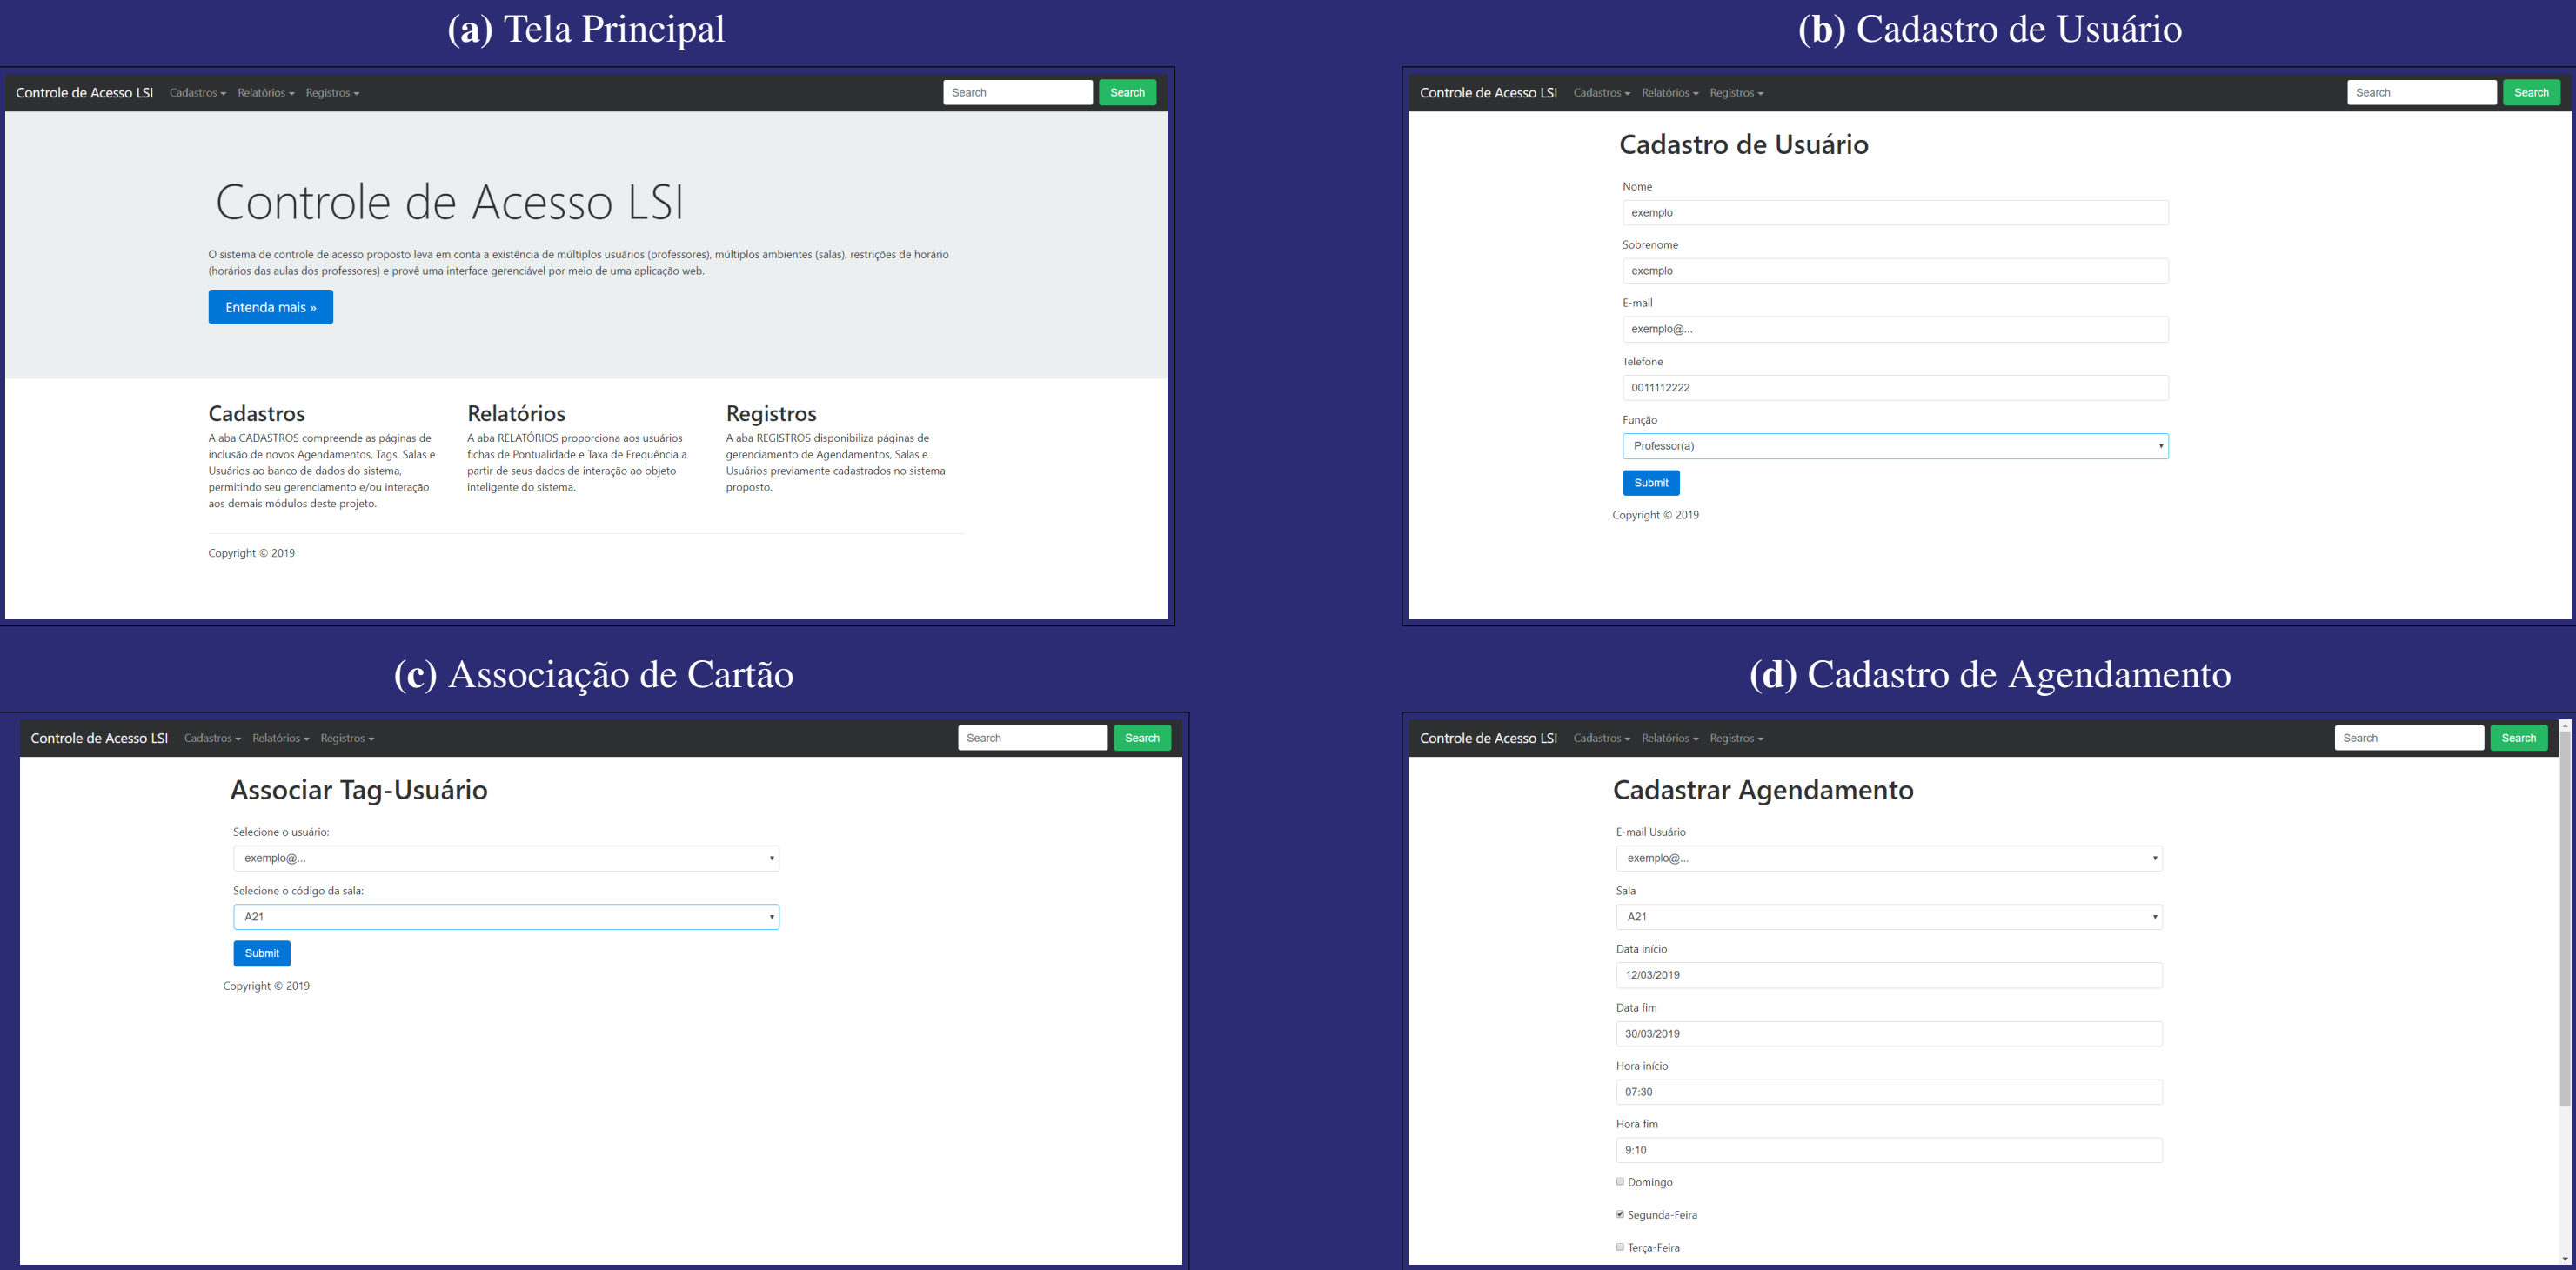 (a) Tela Principal
Controle de Acesso LSI Cadastros Relatórios Registros Search Search
Controle de Acesso LSI
O sistema de controle de acesso proposto leva em conta a existência de múltiplos usuários (professores), múltiplos ambientes (salas), restrições de horário
(horários das aulas dos professores) e provê uma interface gerenciável por meio de uma aplicação web.
Entenda mais »
Cadastros
A aba CADASTROS compreende as páginas de
inclusão de novos Agendamentos, Tags, Salas e
Usuários ao banco de dados do sistema,
permitindo seu gerenciamento e/ou interação
aos demais módulos deste projeto.
Relatórios
A aba RELATÓRIOS proporciona aos usuários
fichas de Pontualidade e Taxa de Frequência a
partir de seus dados de interação ao objeto
inteligente do sistema.
Registros
A aba REGISTROS disponibiliza páginas de
gerenciamento de Agendamentos, Salas e
Usuários previamente cadastrados no sistema
proposto.
Copyright © 2019
(b) Cadastro de Usuário
Controle de Acesso LSI Cadastros Relatórios Registros Search Search
Cadastro de Usuário
Nome
exemplo
Sobrenome
exemplo
E-mail
exemplo@...
Telefone
0011112222
Função
Professor(a)
Submit
Copyright © 2019
(c) Associação de Cartão
Controle de Acesso LSI Cadastros Relatórios Registros Search Search
Associar Tag-Usuário
Selecione o usuário:
exemplo@...
Selecione o código da sala:
A21
Submit
Copyright © 2019
(d) Cadastro de Agendamento
Controle de Acesso LSI Cadastros Relatórios Registros Search Search
Cadastrar Agendamento
E-mail Usuário
exemplo@...
Sala
A21
Data início
12/03/2019
Data fim
30/03/2019
Hora início
07:30
Hora fim
9:10
Domingo
Segunda-Feira
Terça-Feira